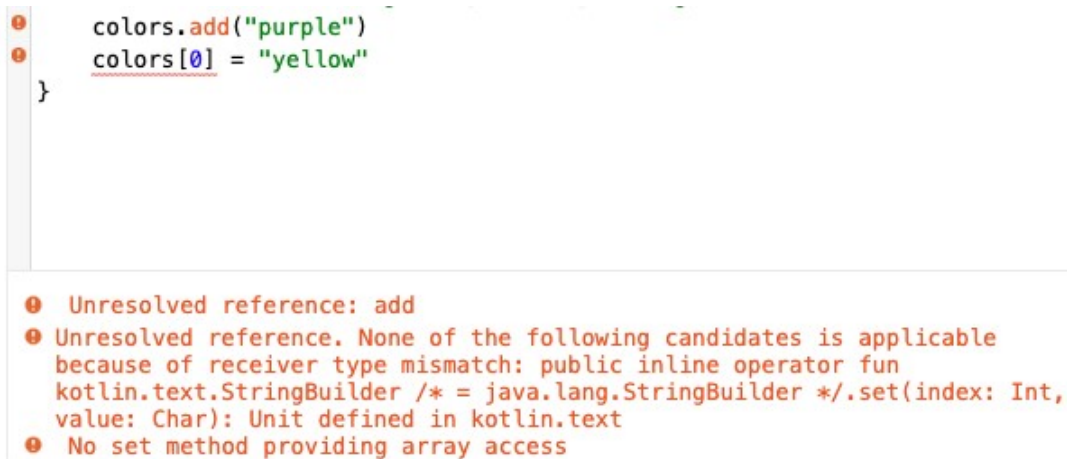 colors.add("purple")
colors[0] = "yellow"
}
Unresolved reference: add
Unresolved reference. None of the following candidates is applicable
because of receiver type mismatch: public inline operator fun
kotlin.text.StringBuilder /* = java.lang.StringBuilder */.set(index: Int,
value: Char): Unit defined in kotlin.text
No set method providing array access